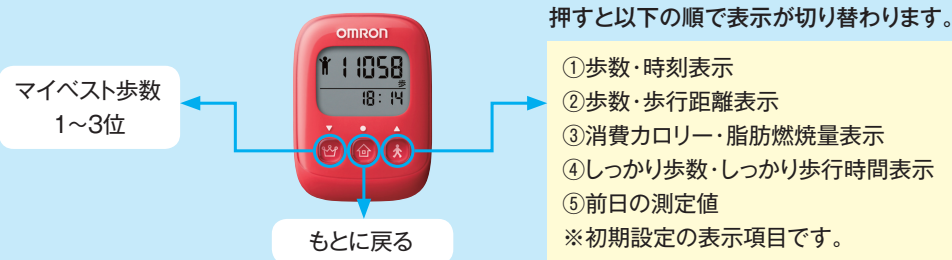 押すと以下の順で表示が切り替わります。
OMRON
11058
歩
18:14
マイベスト歩数
1～3位
もとに戻る
①歩数・時刻表示
②歩数・歩行距離表示
③消費カロリー・脂肪燃焼量表示
④しっかり歩数・しっかり歩行時間表示
⑤前日の測定値
※初期設定の表示項目です。